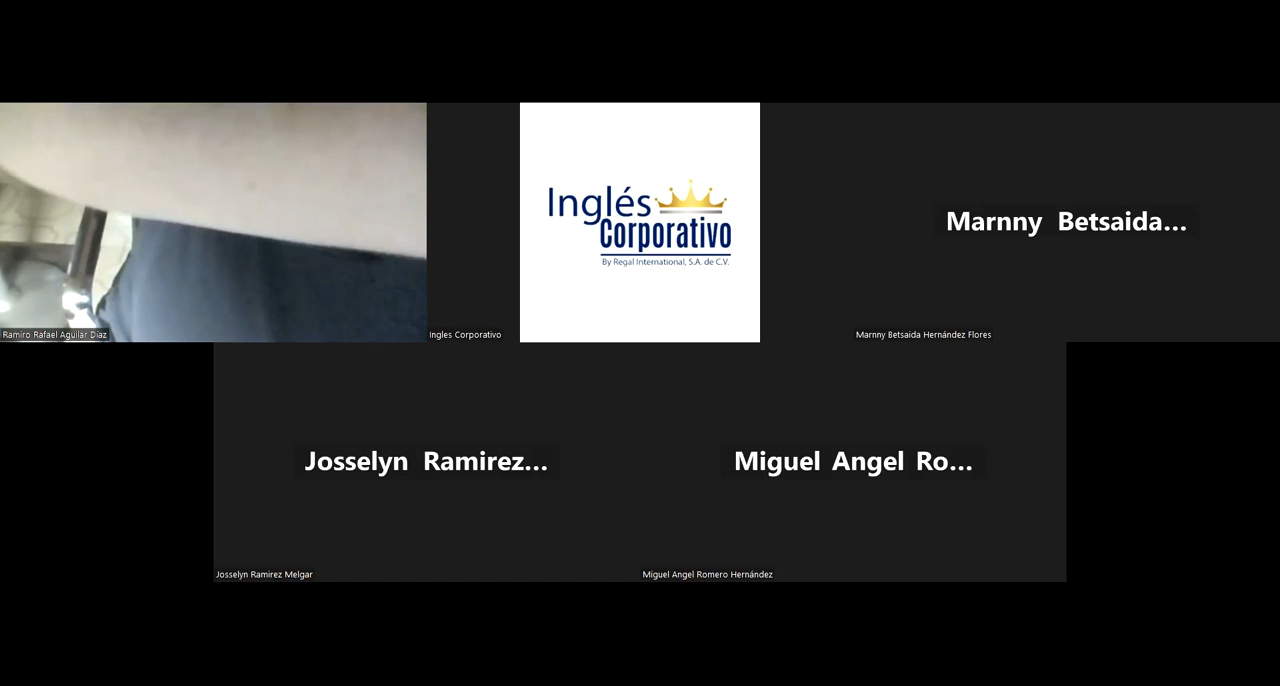 Inglés
Corporativo
By Regal International, S.A. de C.V.
Marnny Betsaida...
Ramiro Rafael Aguilar Díaz
Ingles Corporativo
Marnny Betsaida Hernández Flores
Josselyn Ramirez...
Miguel Angel Ro...
Josselyn Ramirez Melgar
Miguel Angel Romero Hernández